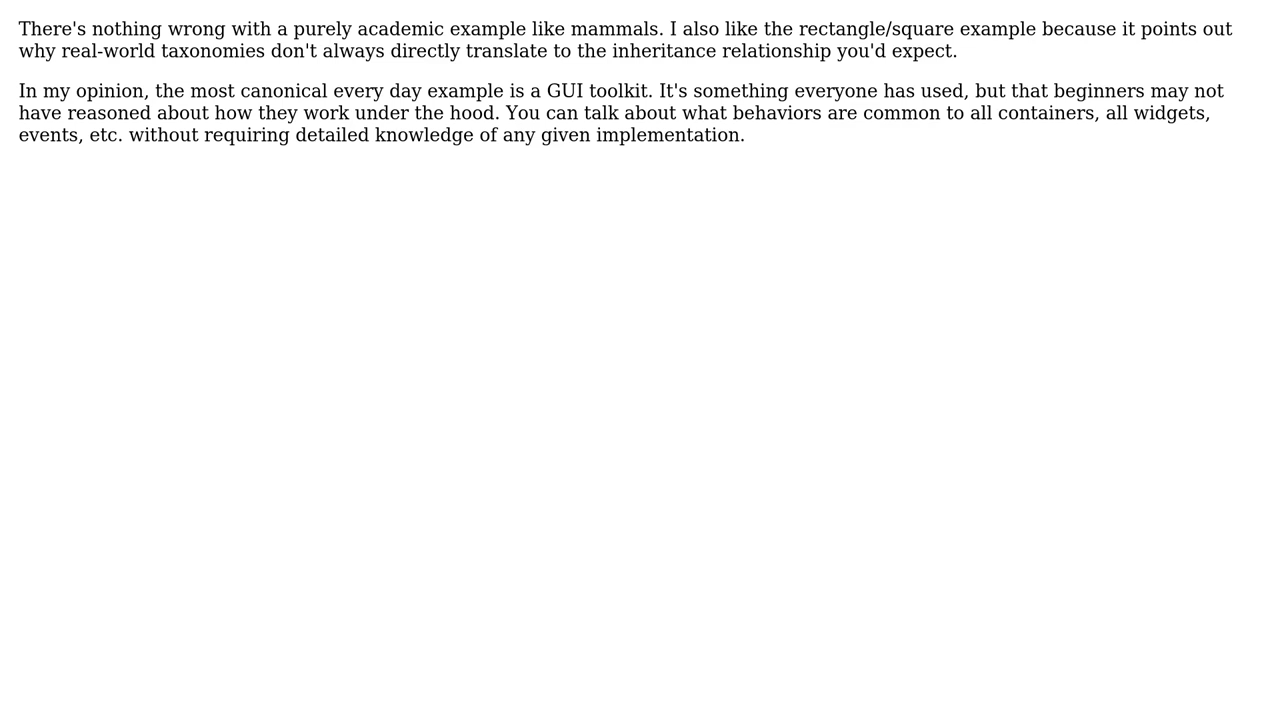 There's nothing wrong with a purely academic example like mammals. I also like the rectangle/square example because it points out
why real-world taxonomies don't always directly translate to the inheritance relationship you'd expect.
In my opinion, the most canonical every day example is a GUI toolkit. It's something everyone has used, but that beginners may not
have reasoned about how they work under the hood. You can talk about what behaviors are common to all containers, all widgets,
events, etc. without requiring detailed knowledge of any given implementation.